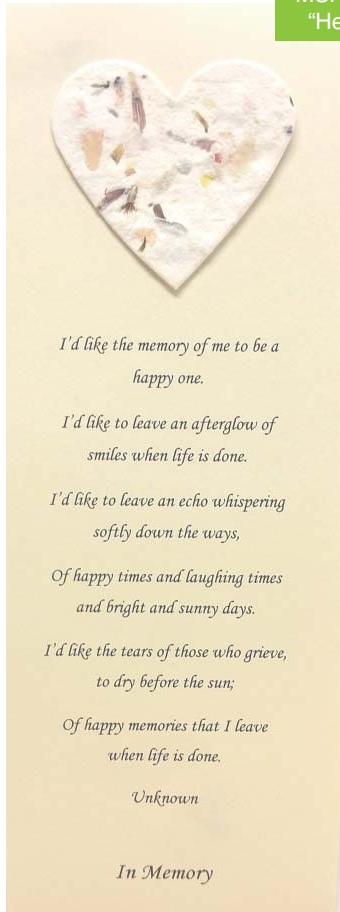 "He
I'd like the memory of me to be a
happy one.
I'd like to leave an afterglow of
smiles when life is done.
I'd like to leave an echo whispering
softly down the ways,
Of happy times and laughing times
and bright and sunny days.
I'd like the tears of those who grieve,
to dry before the sun;
Of happy memories that I leave
when life is done.
Unknown
In Memory